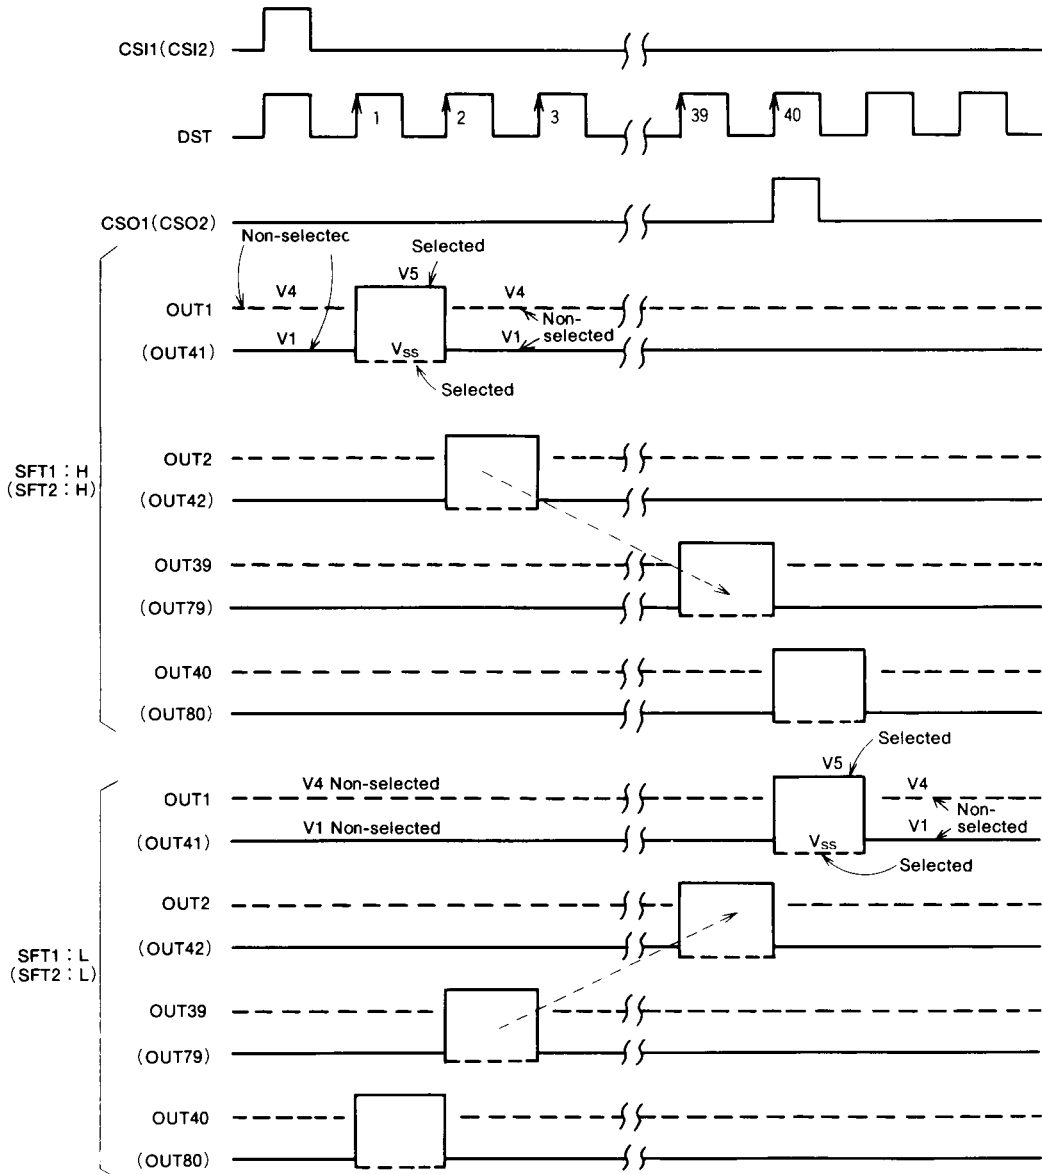 CSI1(CSI2)
DST
1
2
3
39
40
CSO1(CSO2)
Non-selected
Selected
V5
V4
V4
OUT1
Non-
selected
V1
V1
(OUT41)
VSS
Selected
OUT2
SFT1：H
(SFT2：H)
(OUT42)
OUT39
(OUT79)
OUT40
(OUT80)
Selected
V5
V4 Non-selected
V4
OUT1
Non-
selected
V1 Non-selected
V1
(OUT41)
VSS
Selected
OUT2
(OUT42)
SFT1：L
(SFT2：L)
OUT39
(OUT79)
OUT40
(OUT80)